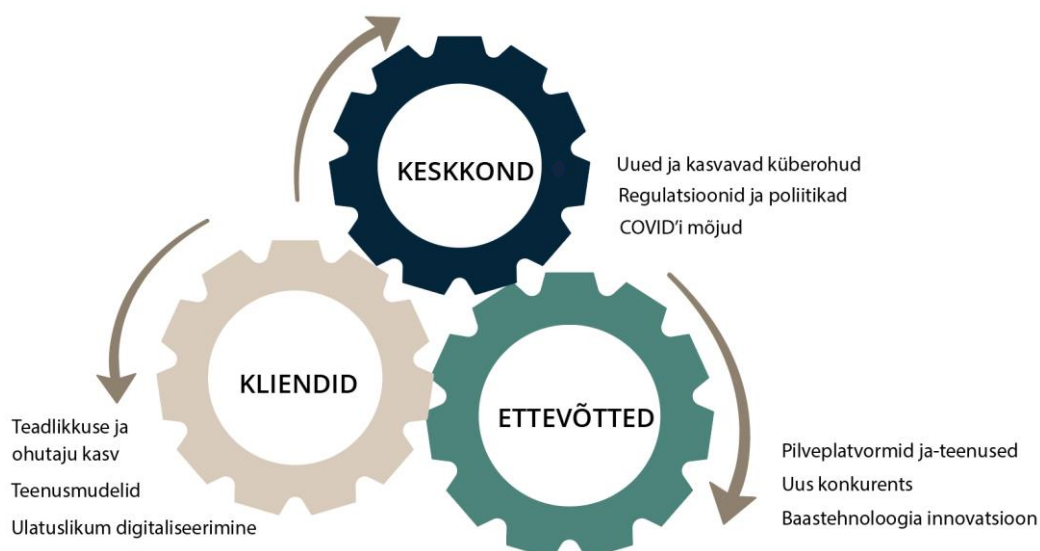 KESKKOND
Uued ja kasvavad küberohud
Regulatsioonid ja poliitikad
COVID'i mõjud
KLIENDID
Teadlikkuse ja
ohutaju kasv
Teenusmudelid
Ulatuslikum digitaliseerimine
ETTEVÕTTED
Pilveplatvormid ja-teenused
Uus konkurents
Baastehnoloogia innovatsioon